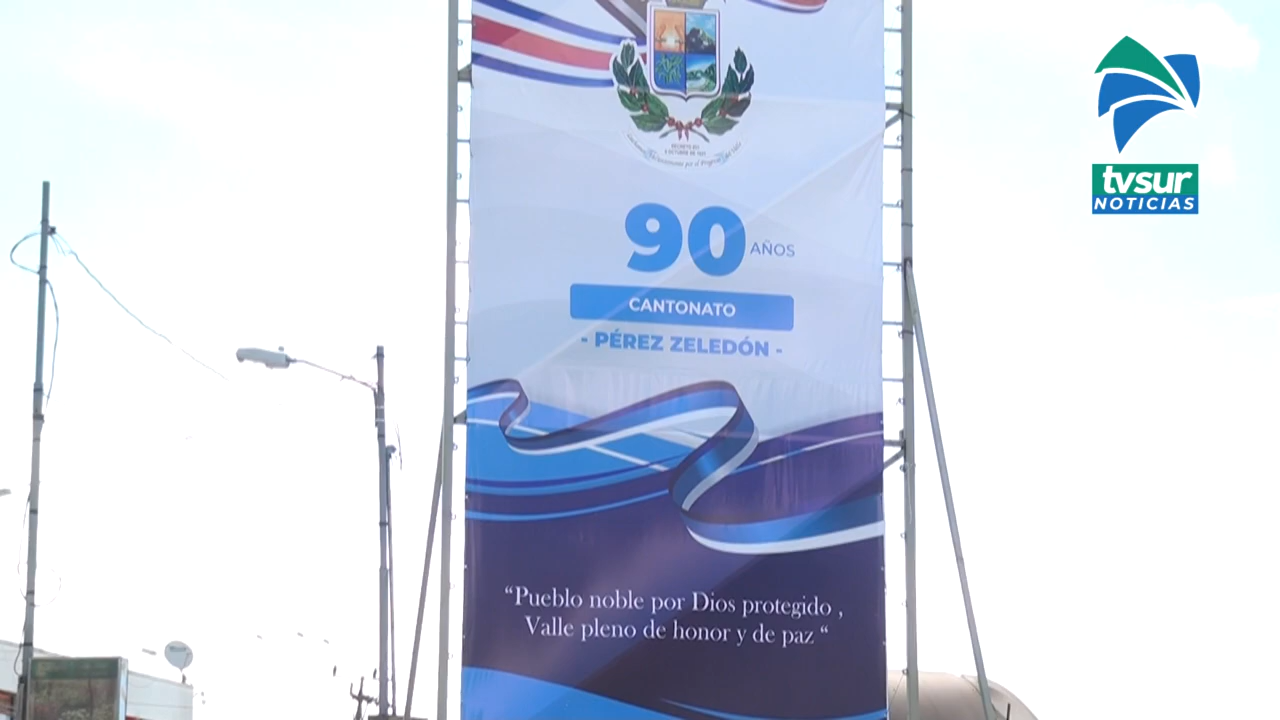 tvsur
NOTICIAS
90 AÑOS
CANTONATO
- PÉREZ ZELEDÓN -
“Pueblo noble por Dios protegido ,
Valle pleno de honor y de paz “